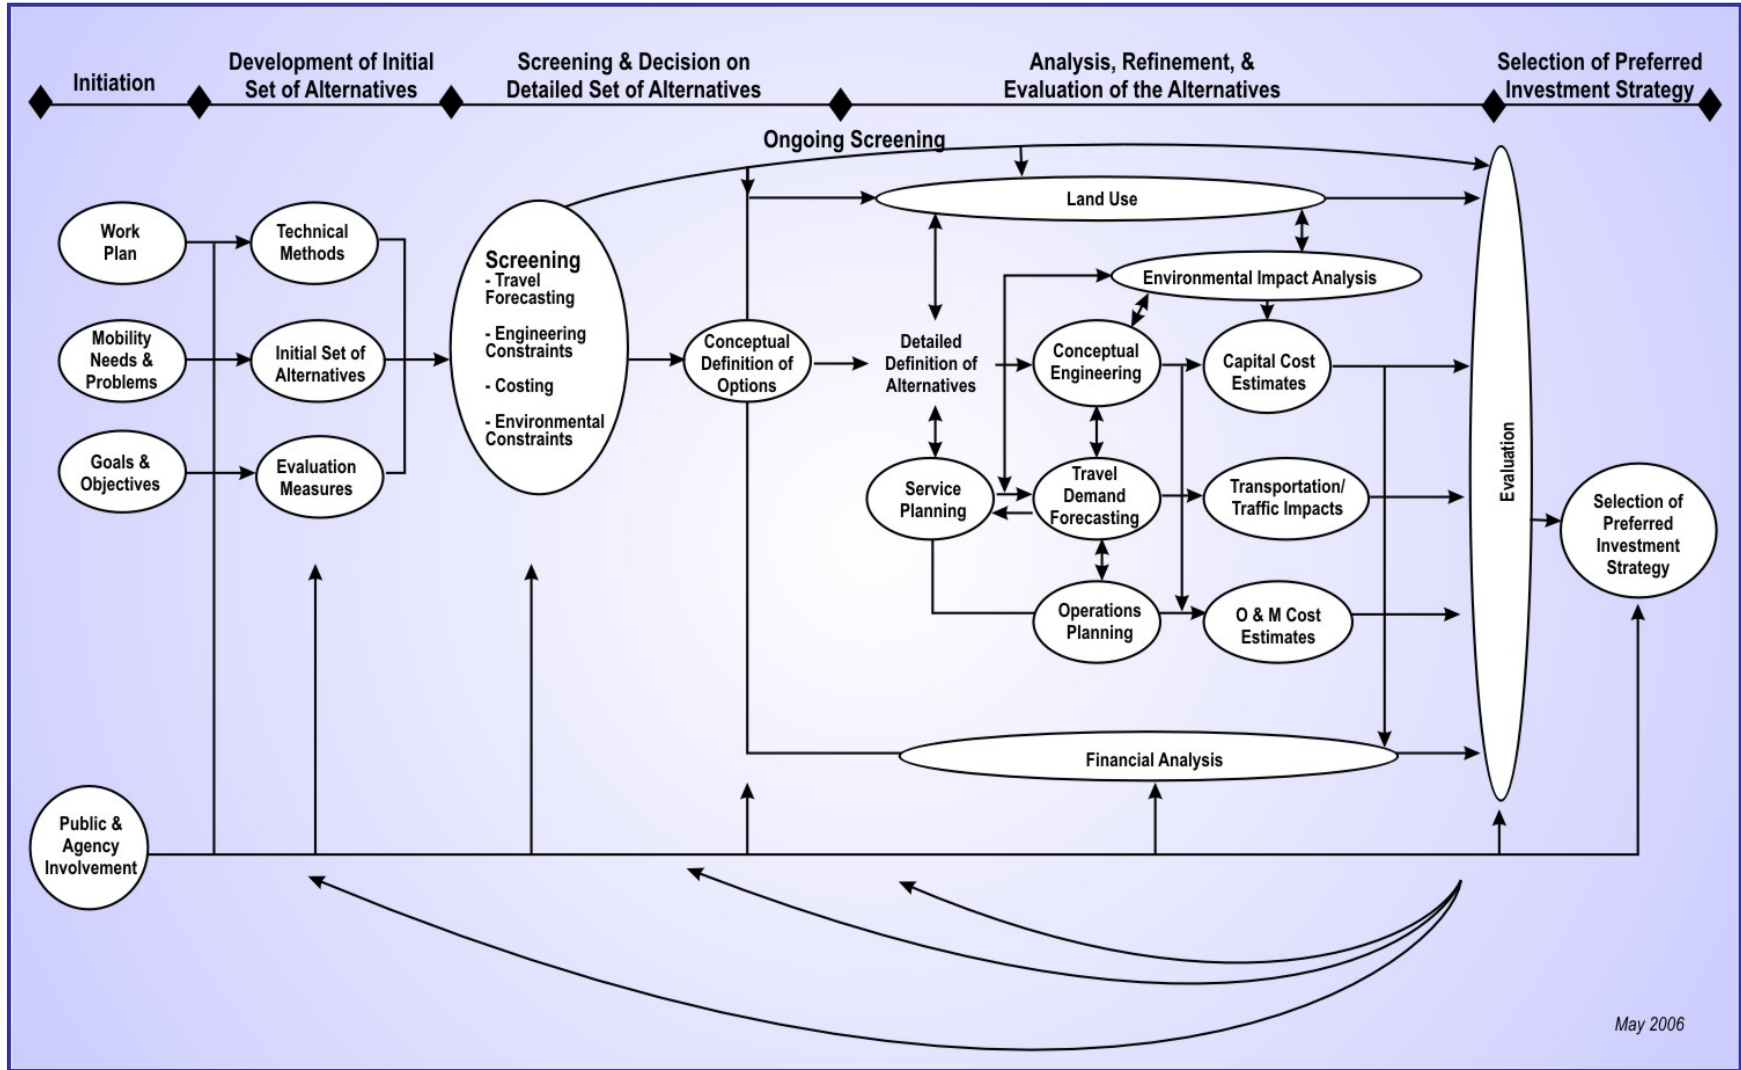 Initiation
Development of Initial
Set of Alternatives
Screening & Decision on
Detailed Set of Alternatives
Analysis, Refinement, &
Evaluation of the Alternatives
Selection of Preferred
Investment Strategy
Ongoing Screening
Work
Plan
Mobility
Needs &
Problems
Goals &
Objectives
Technical
Methods
Initial Set of
Alternatives
Evaluation
Measures
Screening
- Travel
Forecasting
- Engineering
Constraints
- Costing
- Environmental
Constraints
Conceptual
Definition of
Options
Land Use
Environmental Impact Analysis
Detailed
Definition of
Alternatives
Conceptual
Engineering
Capital Cost
Estimates
Service
Planning
Travel
Demand
Forecasting
Transportation/
Traffic Impacts
Operations
Planning
O & M Cost
Estimates
Financial Analysis
Evaluation
Selection of
Preferred
Investment
Strategy
Public &
Agency
Involvement
May 2006